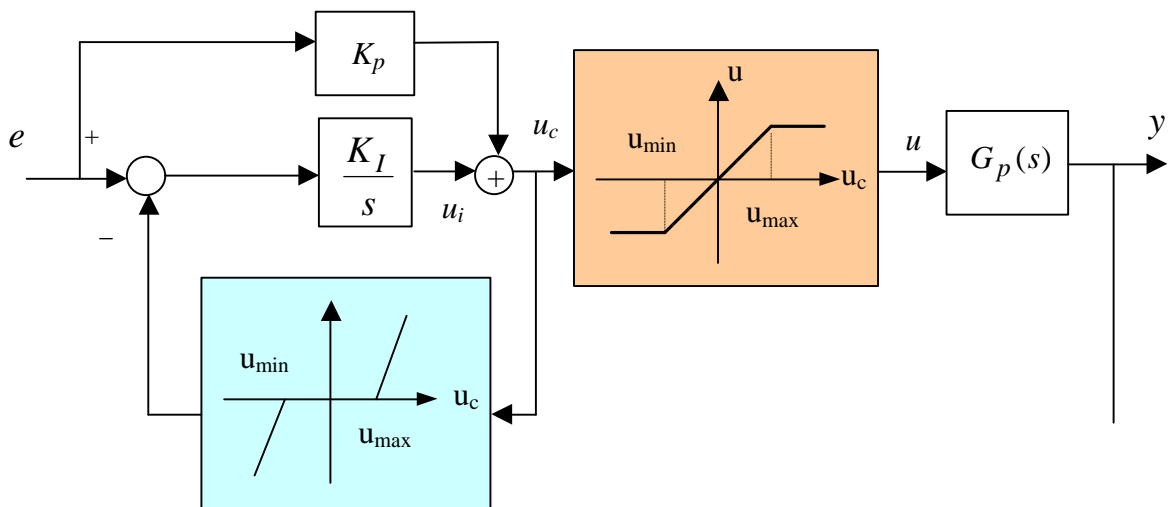 K_p
e
+
K_I
s
u_i
+
u_c
u
u_min
u_c
u_max
u
G_p(s)
y
−
u_min
u_c
u_max